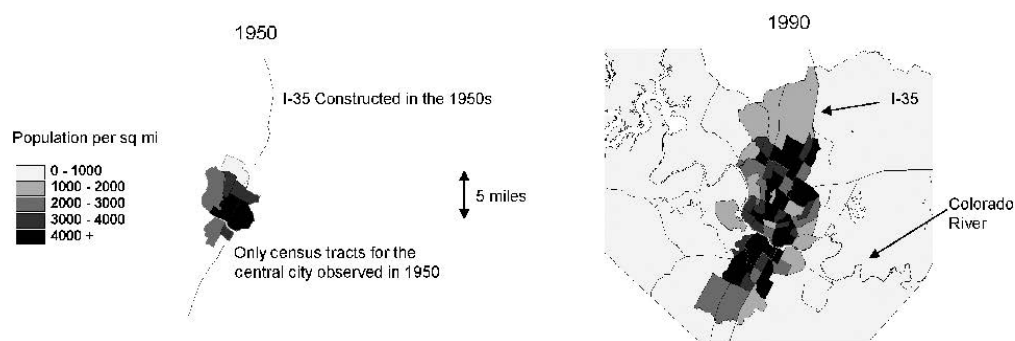 1950
I-35 Constructed in the 1950s
Population per sq mi
0 - 1000
1000 - 2000
2000 - 3000
3000 - 4000
4000 +
5 miles
Only census tracts for the
central city observed in 1950
1990
I-35
Colorado
River